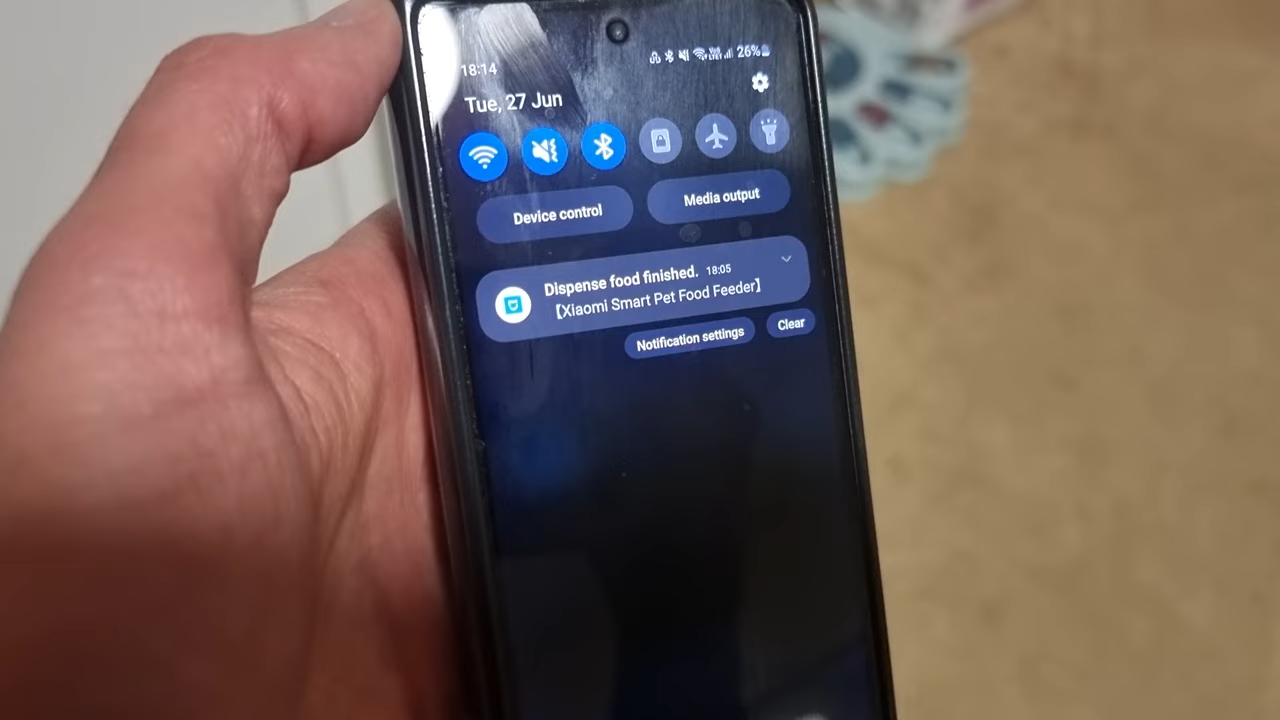 18:14
26%
Tue, 27 Jun
Device control
Media output
Dispense food finished. 18:05
【Xiaomi Smart Pet Food Feeder】
Notification settings
Clear